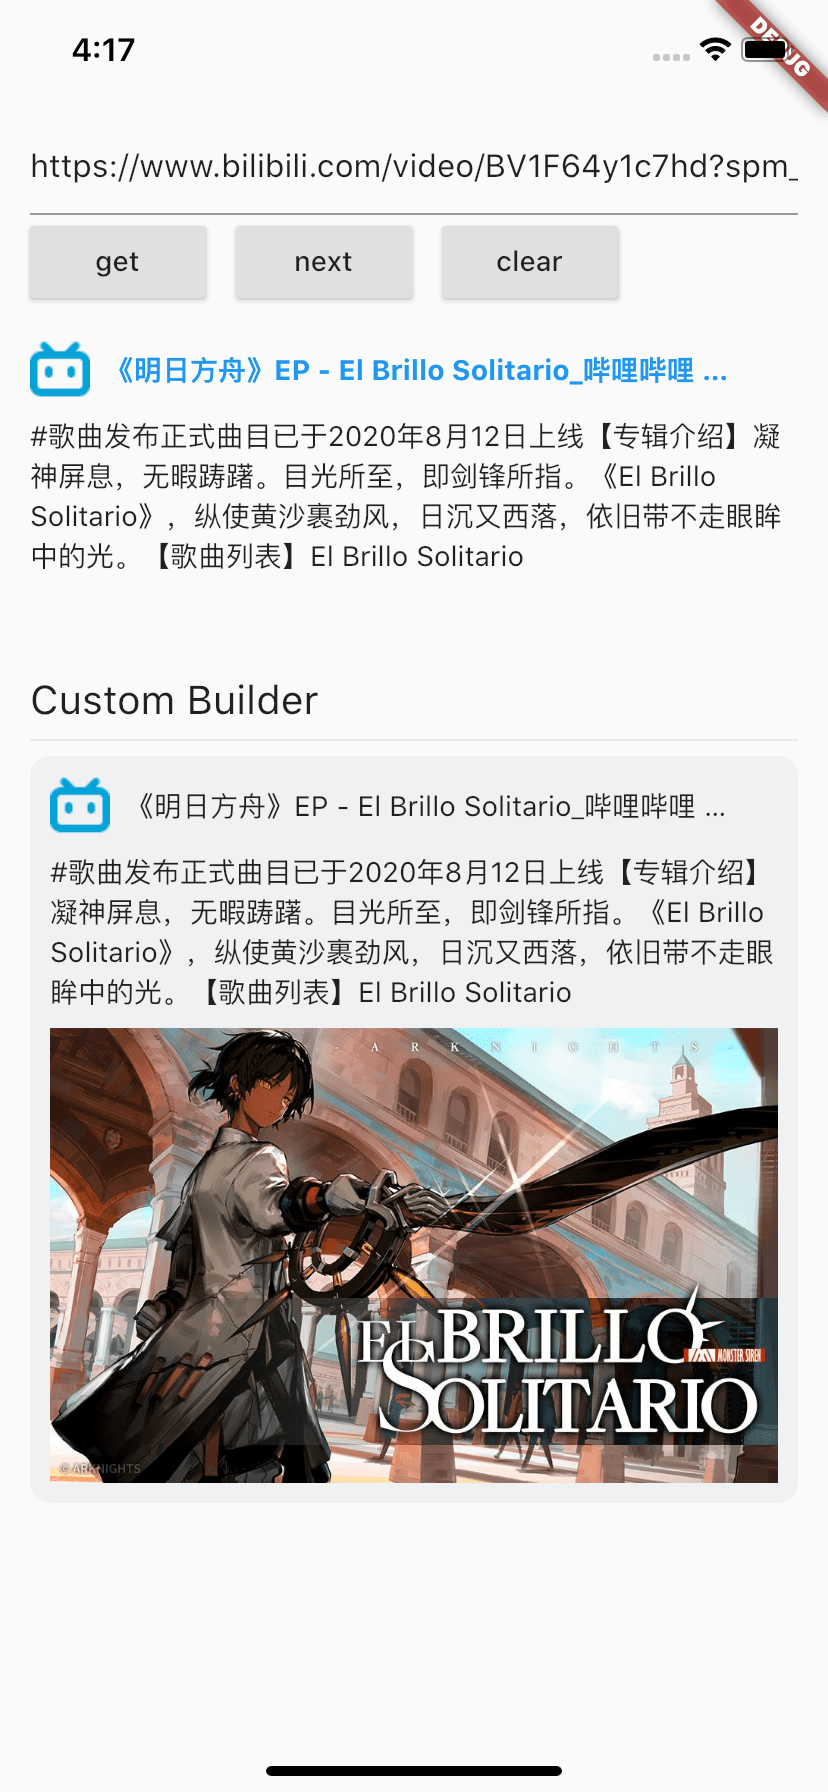 4:17
DEBUG
https://www.bilibili.com/video/BV1F64y1c7hd?spm_
get
next
clear
《明日方舟》EP - El Brillo Solitario_哔哩哔哩 ...
#歌曲发布正式曲目已于2020年8月12日上线【专辑介绍】凝
神屏息，无暇踌躇。目光所至，即剑锋所指。《El Brillo
Solitario》，纵使黄沙裹劲风，日沉又西落，依旧带不走眼眸
中的光。【歌曲列表】El Brillo Solitario
Custom Builder
《明日方舟》EP - El Brillo Solitario_哔哩哔哩 ...
#歌曲发布正式曲目已于2020年8月12日上线【专辑介绍】
凝神屏息，无暇踌躇。目光所至，即剑锋所指。《El Brillo
Solitario》，纵使黄沙裹劲风，日沉又西落，依旧带不走眼
眸中的光。【歌曲列表】El Brillo Solitario
- ARKNIGHTS -
EL BRILLO
MONSTER SIREN
SOLITARIO
© ARKNIGHTS